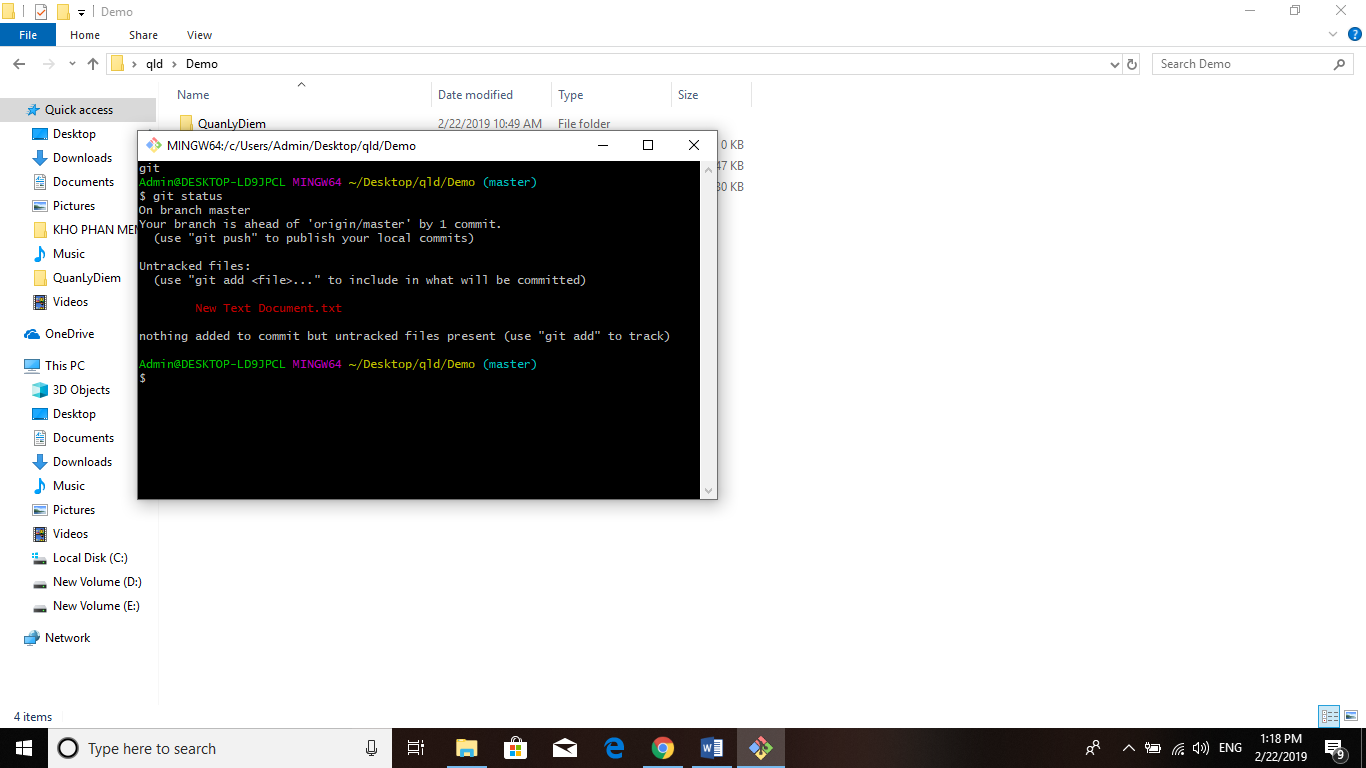 Demo
File Home Share View
qld Demo
Search Demo
Name Date modified Type Size
Quick access
Desktop
Downloads
Documents
Pictures
KHO PHAN MEM
Music
QuanLyDiem
Videos
OneDrive
This PC
3D Objects
Desktop
Documents
Downloads
Music
Pictures
Videos
Local Disk (C:)
New Volume (D:)
New Volume (E:)
Network
QuanLyDiem 2/22/2019 10:49 AM File folder
0 KB
47 KB
30 KB
MINGW64:/c/Users/Admin/Desktop/qld/Demo
git
Admin@DESKTOP-LD9JPCL MINGW64 ~/Desktop/qld/Demo (master)
$ git status
On branch master
Your branch is ahead of 'origin/master' by 1 commit.
(use "git push" to publish your local commits)
Untracked files:
(use "git add <file>..." to include in what will be committed)
New Text Document.txt
nothing added to commit but untracked files present (use "git add" to track)
Admin@DESKTOP-LD9JPCL MINGW64 ~/Desktop/qld/Demo (master)
$
4 items
Type here to search
ENG
1:18 PM
2/22/2019
9